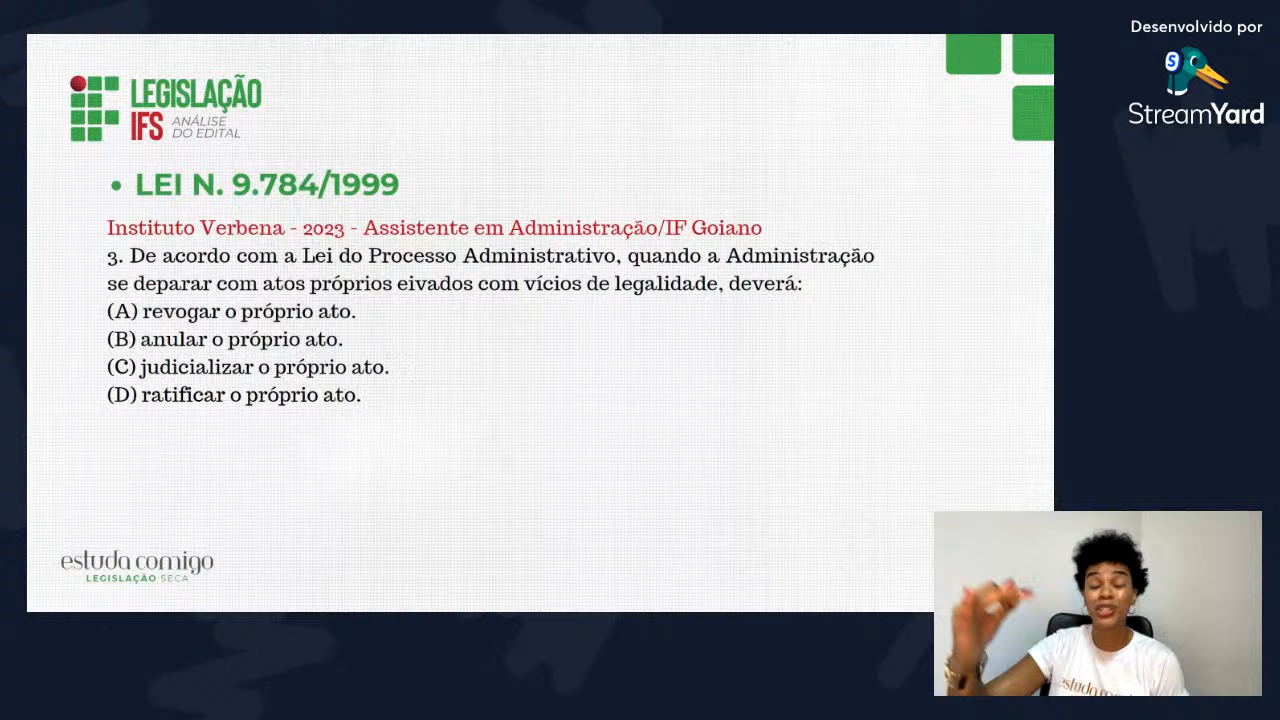 Desenvolvido por
StreamYard
LEGISLAÇÃO
IFS ANÁLISE
DO EDITAL
• LEI N. 9.784/1999
Instituto Verbena - 2023 - Assistente em Administração/IF Goiano
3. De acordo com a Lei do Processo Administrativo, quando a Administração
se deparar com atos próprios eivados com vícios de legalidade, deverá:
(A) revogar o próprio ato.
(B) anular o próprio ato.
(C) judicializar o próprio ato.
(D) ratificar o próprio ato.
estuda comigo
LEGISLAÇÃO SECA